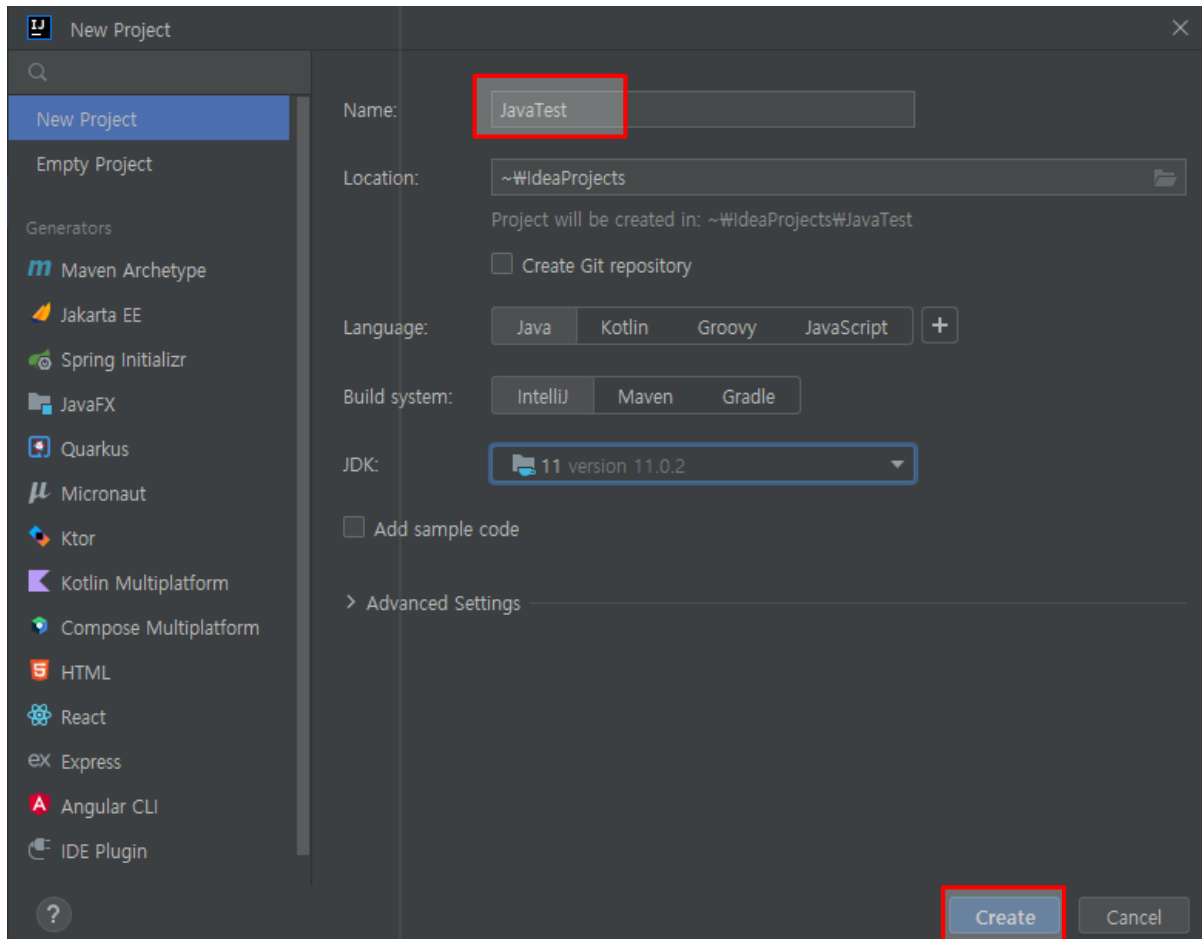 New Project
New Project
Empty Project
Generators
Maven Archetype
Jakarta EE
Spring Initializr
JavaFX
Quarkus
Micronaut
Ktor
Kotlin Multiplatform
Compose Multiplatform
HTML
React
ex Express
Angular CLI
IDE Plugin
Name: JavaTest
Location: ~₩IdeaProjects
Project will be created in: ~₩IdeaProjects₩JavaTest
Create Git repository
Language: Java Kotlin Groovy JavaScript +
Build system: IntelliJ Maven Gradle
JDK: 11 version 11.0.2
Add sample code
Advanced Settings
? Create Cancel